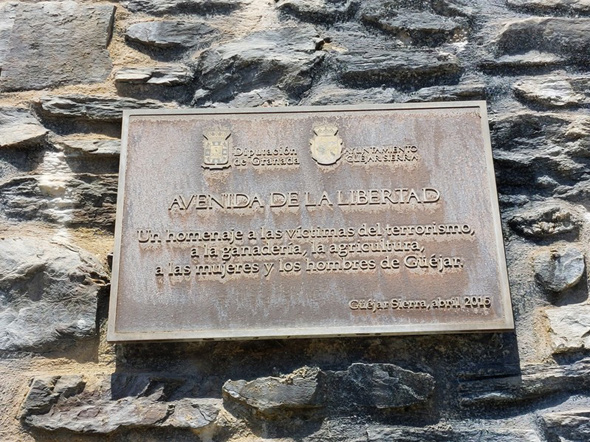 Diputación
de Granada
AYUNTAMIENTO
GÜÉJAR SIERRA
AVENIDA DE LA LIBERTAD
Un homenaje a las víctimas del terrorismo,
a la ganadería, la agricultura,
a las mujeres y los hombres de Güéjar.
Güéjar Sierra, abril 2015